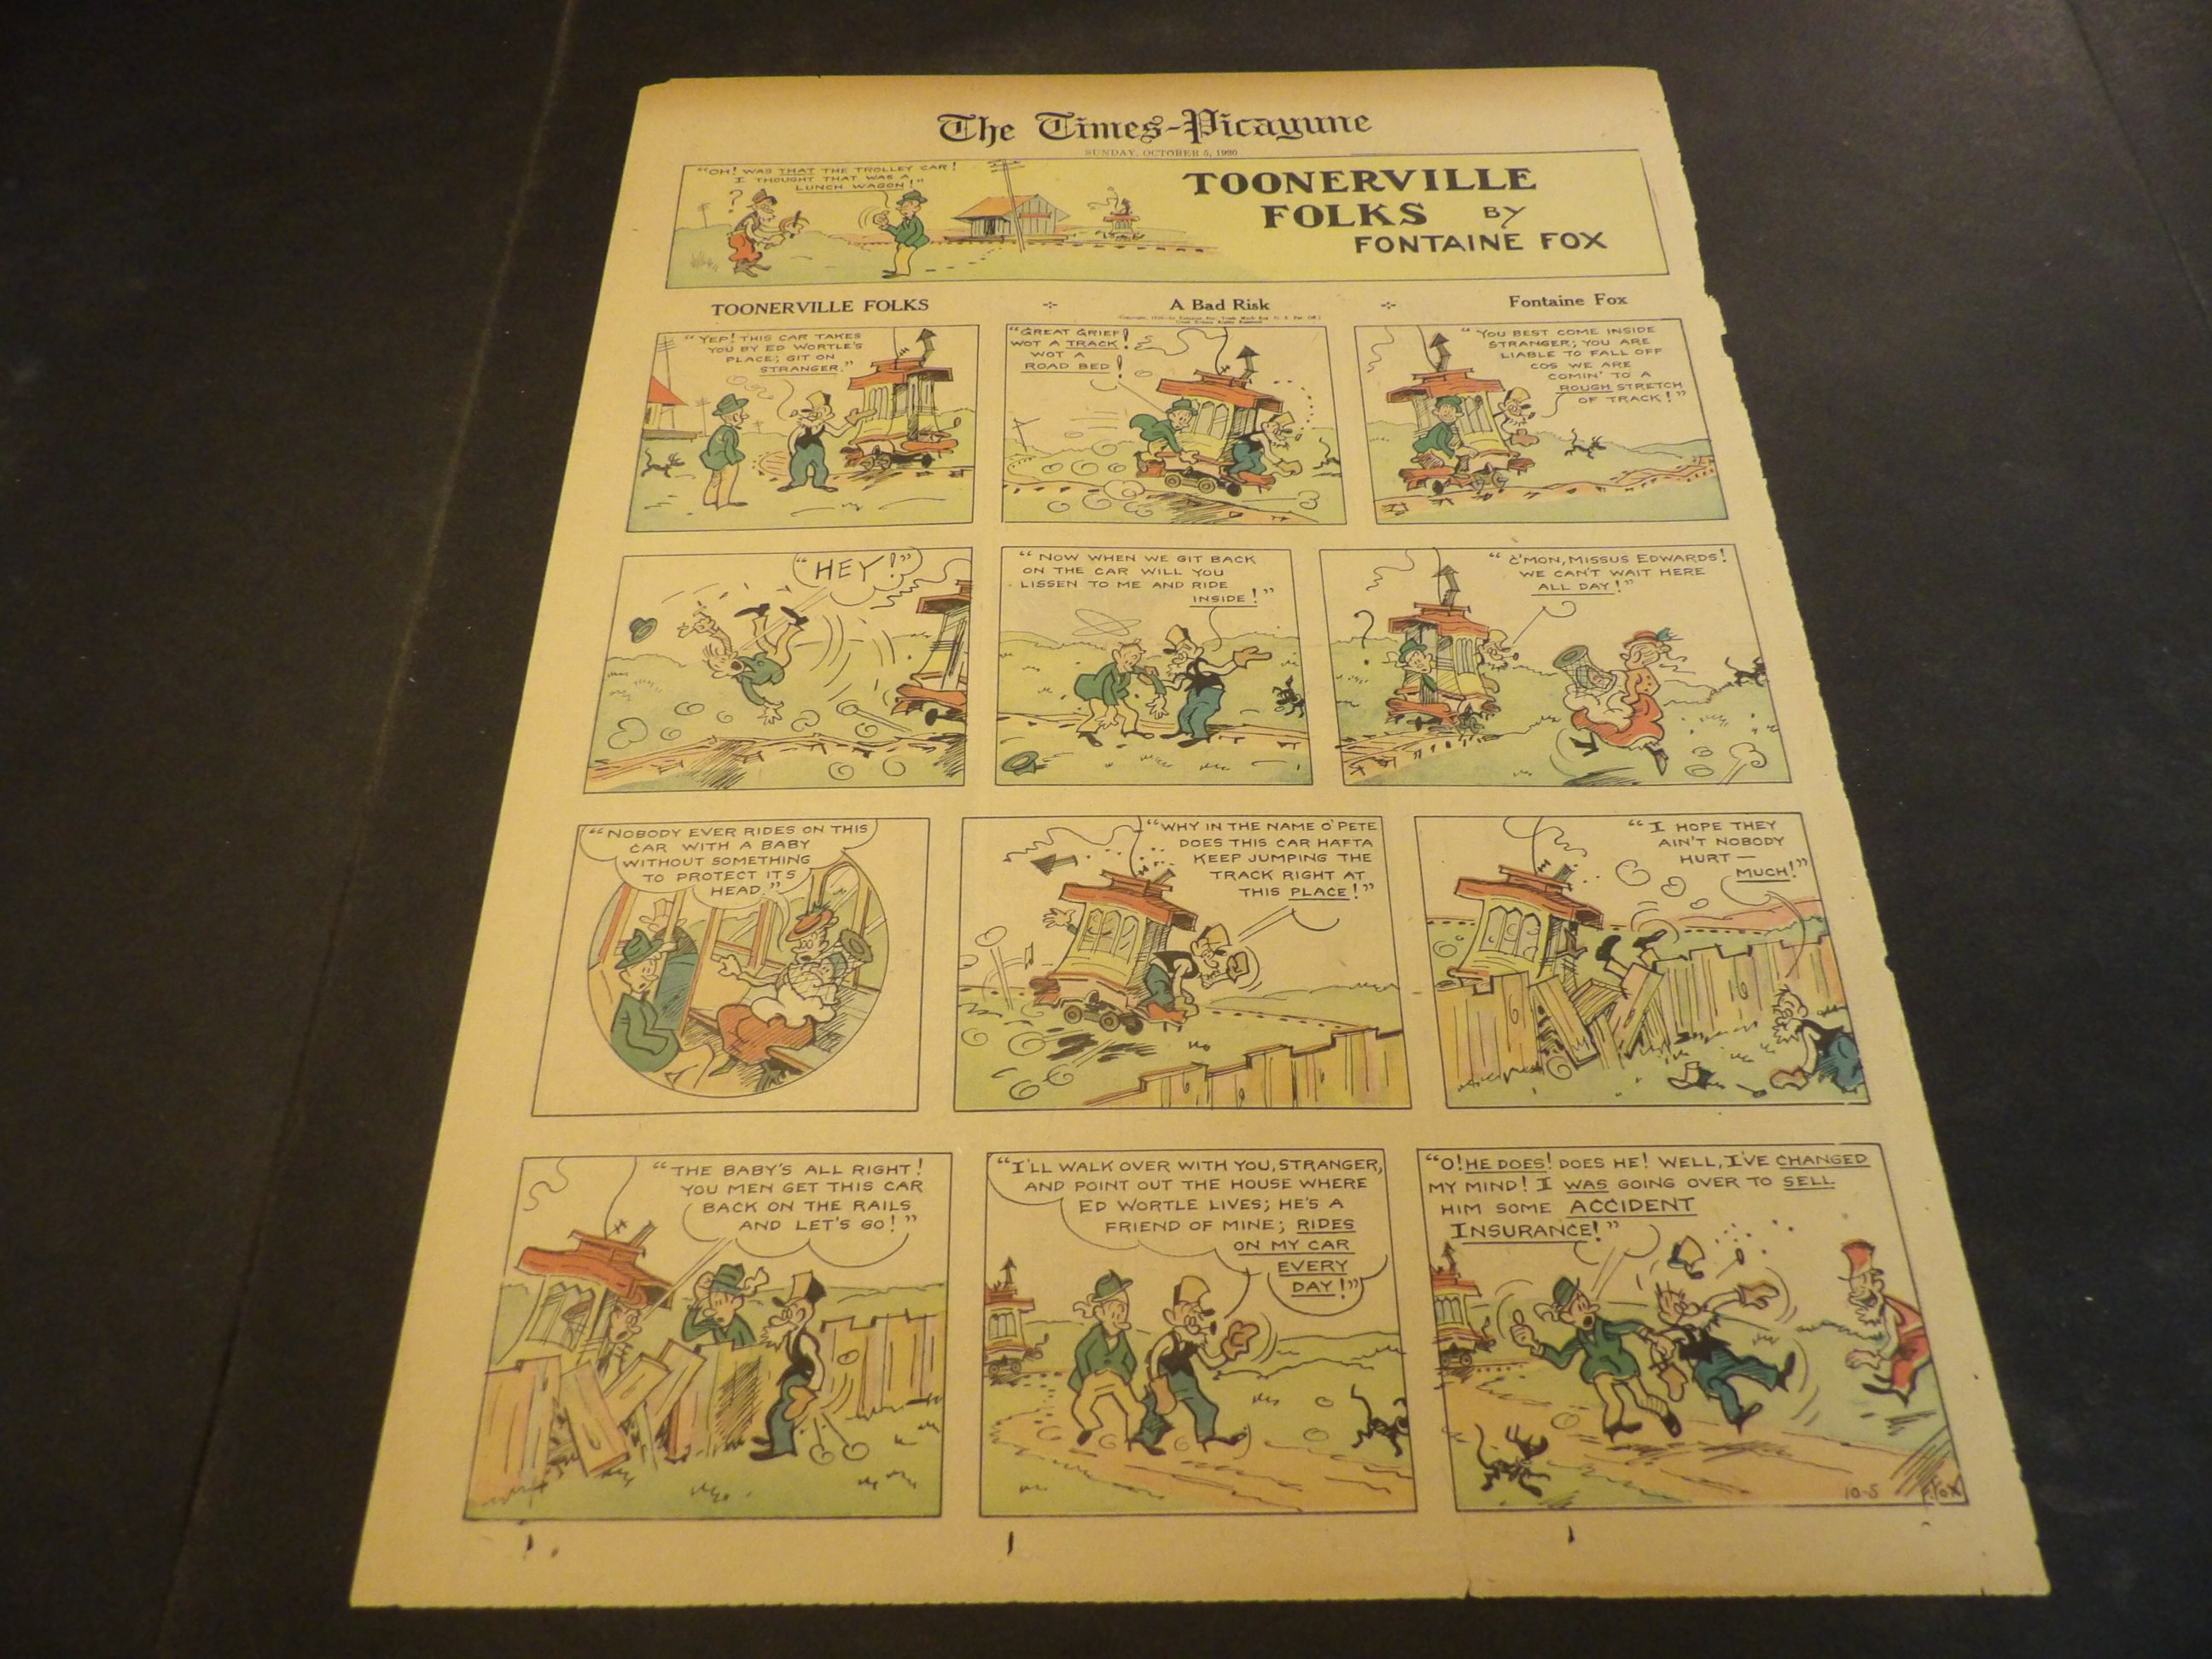 The Times-Picayune
SUNDAY, OCTOBER 5, 1930
"OH! WAS THAT THE TROLLEY CAR!
I THOUGHT THAT WAS A
LUNCH WAGON!"
?
TOONERVILLE
FOLKS BY
FONTAINE FOX
TOONERVILLE FOLKS
A Bad Risk
Fontaine Fox
"YEP! THIS CAR TAKES
YOU BY ED WORTLE'S
PLACE; GIT ON
STRANGER."
"GREAT GRIEF!
WOT A TRACK!
WOT A
ROAD BED!
"YOU BEST COME INSIDE
STRANGER; YOU ARE
LIABLE TO FALL OFF
COS WE ARE
COMIN' TO A
ROUGH STRETCH
OF TRACK!"
"HEY!"
"NOW WHEN WE GIT BACK
ON THE CAR WILL YOU
LISSEN TO ME AND RIDE
INSIDE!"
"C'MON, MISSUS EDWARDS!
WE CAN'T WAIT HERE
ALL DAY!"
?
"NOBODY EVER RIDES ON THIS
CAR WITH A BABY
WITHOUT SOMETHING
TO PROTECT ITS
HEAD."
"WHY IN THE NAME O' PETE
DOES THIS CAR HAFTA
KEEP JUMPING THE
TRACK RIGHT AT
THIS PLACE!"
"I HOPE THEY
AIN'T NOBODY
HURT —
MUCH!"
"THE BABY'S ALL RIGHT!
YOU MEN GET THIS CAR
BACK ON THE RAILS
AND LET'S GO!"
"I'LL WALK OVER WITH YOU, STRANGER,
AND POINT OUT THE HOUSE WHERE
ED WORTLE LIVES; HE'S A
FRIEND OF MINE; RIDES
ON MY CAR
EVERY
DAY!"
"O! HE DOES! DOES HE! WELL, I'VE CHANGED
MY MIND! I WAS GOING OVER TO SELL
HIM SOME ACCIDENT
INSURANCE!"
10-5
F. FOX